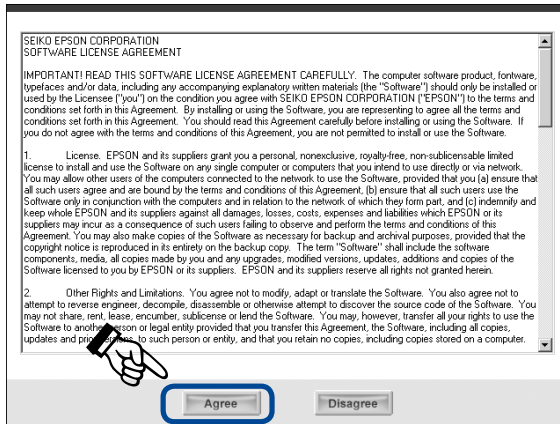 SEIKO EPSON CORPORATION
SOFTWARE LICENSE AGREEMENT
IMPORTANT! READ THIS SOFTWARE LICENSE AGREEMENT CAREFULLY. The computer software product, fontware,
typefaces and/or data, including any accompanying explanatory written materials (the "Software") should only be installed or
used by the Licensee ("you") on the condition you agree with SEIKO EPSON CORPORATION ("EPSON") to the terms and
conditions set forth in this Agreement. By installing or using the Software, you are representing to agree all the terms and
conditions set forth in this Agreement. You should read this Agreement carefully before installing or using the Software. If
you do not agree with the terms and conditions of this Agreement, you are not permitted to install or use the Software.
1. License. EPSON and its suppliers grant you a personal, nonexclusive, royalty-free, non-sublicensable limited
license to install and use the Software on any single computer or computers that you intend to use directly or via network.
You may allow other users of the computers connected to the network to use the Software, provided that you (a) ensure that
all such users agree and are bound by the terms and conditions of this Agreement, (b) ensure that all such users use the
Software only in conjunction with the computers and in relation to the network of which they form part, and (c) indemnify and
keep whole EPSON and its suppliers against all damages, losses, costs, expenses and liabilities which EPSON or its
suppliers may incur as a consequence of such users failing to observe and perform the terms and conditions of this
Agreement. You may also make copies of the Software as necessary for backup and archival purposes, provided that the
copyright notice is reproduced in its entirety on the backup copy. The term "Software" shall include the software
components, media, all copies made by you and any upgrades, modified versions, updates, additions and copies of the
Software licensed to you by EPSON or its suppliers. EPSON and its suppliers reserve all rights not granted herein.
2. Other Rights and Limitations. You agree not to modify, adapt or translate the Software. You also agree not to
attempt to reverse engineer, decompile, disassemble or otherwise attempt to discover the source code of the Software. You
may not share, rent, lease, encumber, sublicense or lend the Software. You may, however, transfer all your rights to use the
Software to another person or legal entity provided that you transfer this Agreement, the Software, including all copies,
updates and prior to such person or entity, and that you retain no copies, including copies stored on a computer.
Agree
Disagree